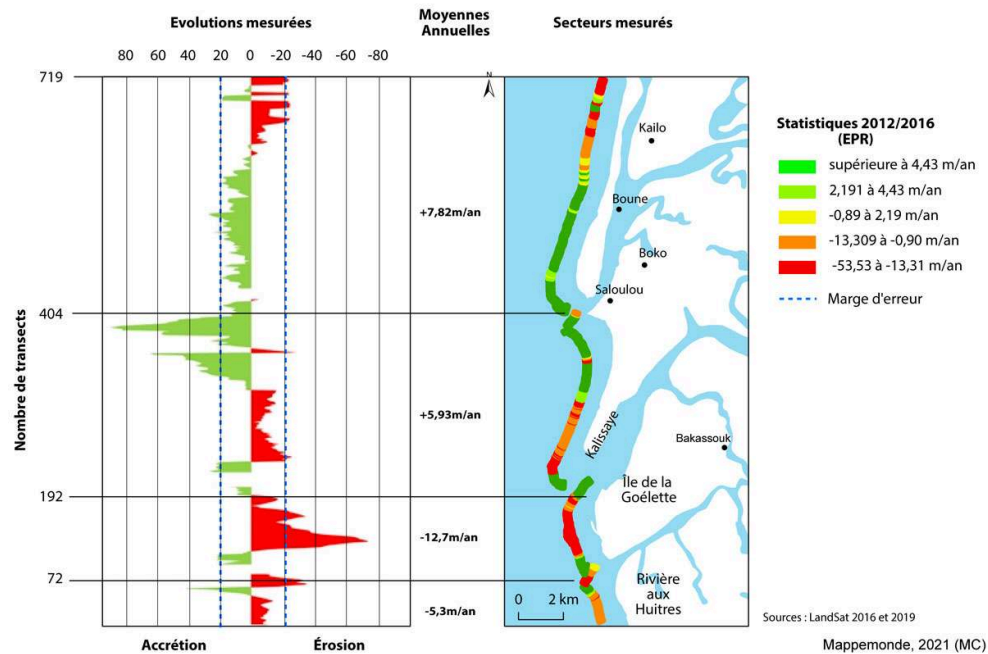 Evolutions mesurées
Moyennes
Annuelles
Secteurs mesurés
80 60 40 20 0 -20 -40 -60 -80
719
404
192
72
Nombre de transects
+7,82m/an
+5,93m/an
-12,7m/an
-5,3m/an
Accrétion
Érosion
N
Kailo
Boune
Boko
Saloulou
Kalissaye
Bakassouk
Île de la
Goélette
Rivière
aux
Huitres
0 2 km
Statistiques 2012/2016
(EPR)
supérieure à 4,43 m/an
2,191 à 4,43 m/an
-0,89 à 2,19 m/an
-13,309 à -0,90 m/an
-53,53 à -13,31 m/an
Marge d'erreur
Sources : LandSat 2016 et 2019
Mappemonde, 2021 (MC)